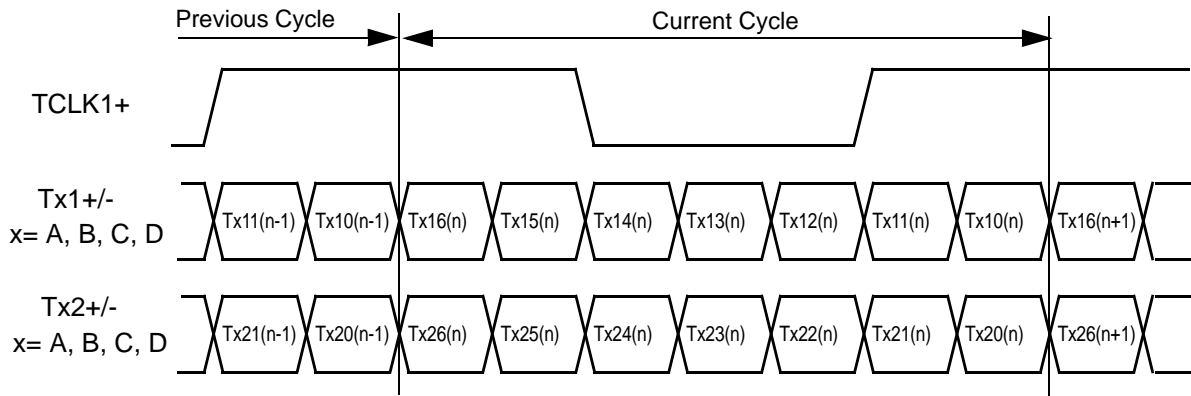 Previous Cycle Current Cycle
TCLK1+
Tx1+/-
x= A, B, C, D
Tx11(n-1) Tx10(n-1) Tx16(n) Tx15(n) Tx14(n) Tx13(n) Tx12(n) Tx11(n) Tx10(n) Tx16(n+1)
Tx2+/-
x= A, B, C, D
Tx21(n-1) Tx20(n-1) Tx26(n) Tx25(n) Tx24(n) Tx23(n) Tx22(n) Tx21(n) Tx20(n) Tx26(n+1)